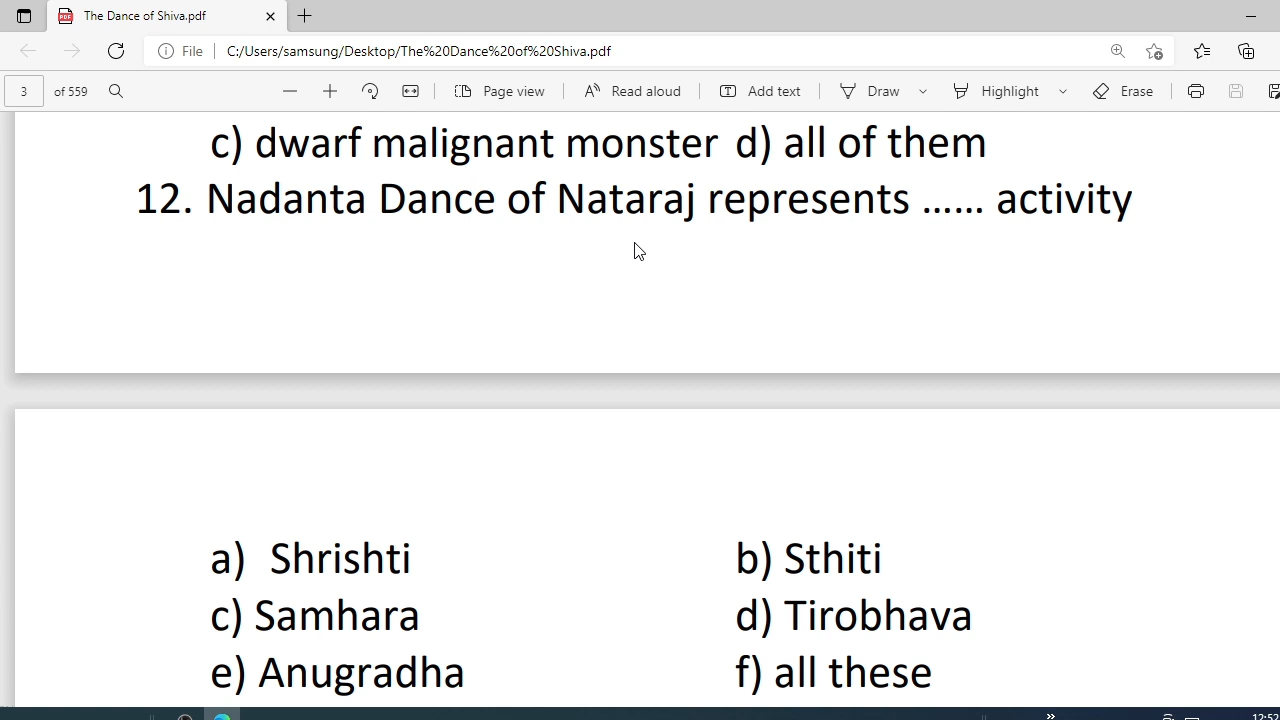 The Dance of Shiva.pdf
File C:/Users/samsung/Desktop/The%20Dance%20of%20Shiva.pdf
3 of 559 Page view Read aloud Add text Draw Highlight Erase
c) dwarf malignant monster d) all of them
12. Nadanta Dance of Nataraj represents ...... activity
a) Shrishti b) Sthiti
c) Samhara d) Tirobhava
e) Anugradha f) all these
12:52